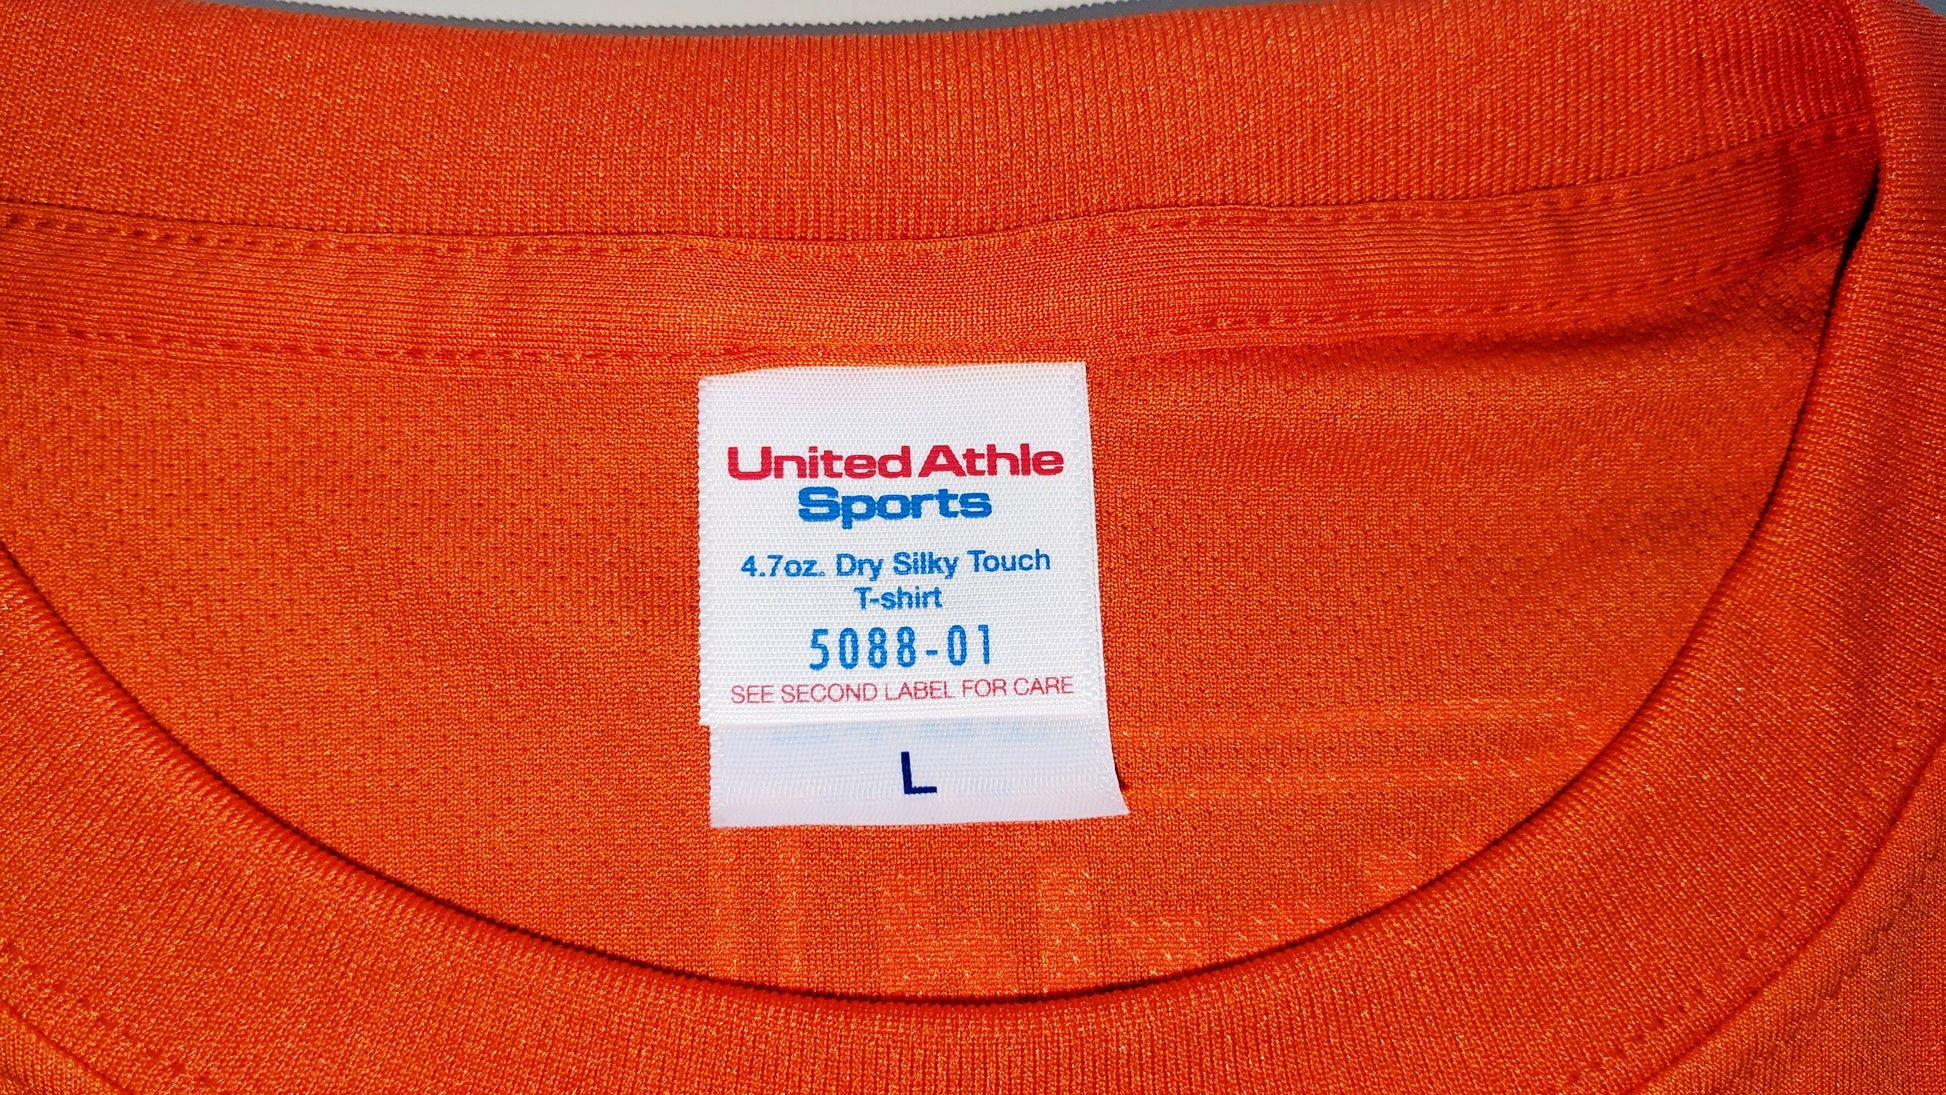 United Athle
Sports
4.7oz. Dry Silky Touch
T-shirt
5088-01
SEE SECOND LABEL FOR CARE
L